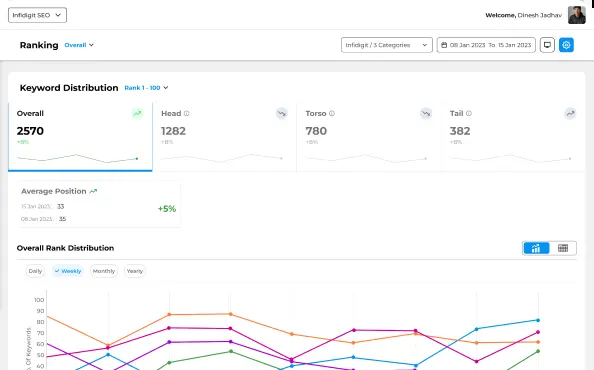 Infidigit SEO
Welcome, Dinesh Jadhav
Ranking Overall
Infidigit / 3 Categories
08 Jan 2023 To 15 Jan 2023
Keyword Distribution Rank 1 - 100
Overall
2570
+8%
Head
1282
+8%
Torso
780
+8%
Tail
382
+8%
Average Position
15 Jan 2023: 33
08 Jan 2023: 35
+5%
Overall Rank Distribution
Daily
Weekly
Monthly
Yearly
100
90
80
70
60
50
40
. Of Keywords